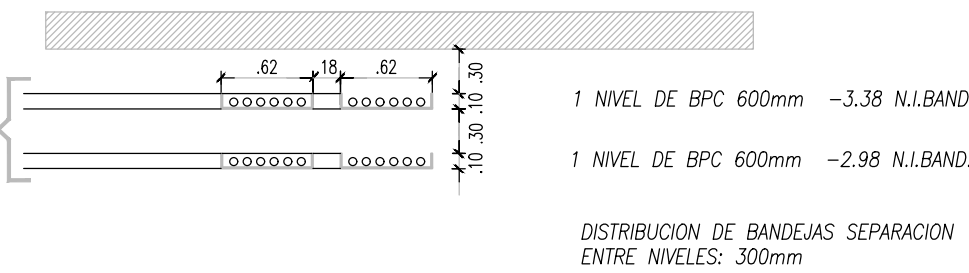 .62 18 .62
.30
.10
.30
.10
1 NIVEL DE BPC 600mm -3.38 N.I.BAND
1 NIVEL DE BPC 600mm -2.98 N.I.BAND.
DISTRIBUCION DE BANDEJAS SEPARACION
ENTRE NIVELES: 300mm